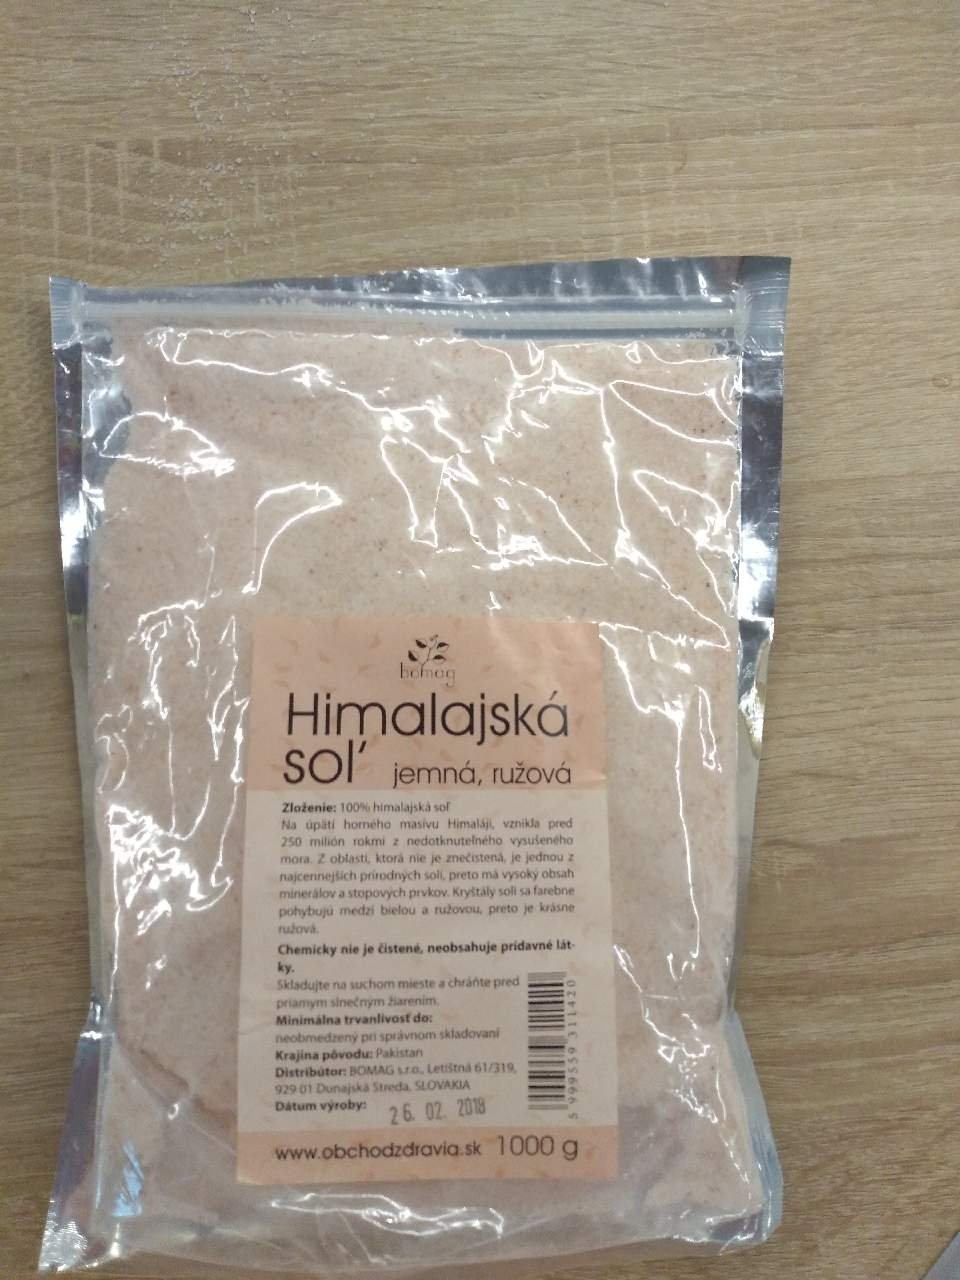 bomag
Himalajská
soľ jemná, ružová
Zloženie: 100% himalajská soľ
Na úpätí horného masívu Himaláji, vznikla pred
250 milión rokmi z nedotknuteľného vysušeného
mora. Z oblasti, ktorá nie je znečistená, je jednou z
najcennejších prírodných solí, preto má vysoký obsah
minerálov a stopových prvkov. Kryštály soli sa farebne
pohybujú medzi bielou a ružovou, preto je krásne
ružová.
Chemicky nie je čistené, neobsahuje prídavné lát-
ky.
Skladujte na suchom mieste a chráňte pred
priamym slnečným žiarením.
Minimálna trvanlivosť do:
neobmedzený pri správnom skladovaní
Krajina pôvodu: Pakistan
Distribútor: BOMAG s.r.o., Letištná 61/319,
929 01 Dunajská Streda, SLOVAKIA
Dátum výroby: 26. 02. 2018
5 999559 311420
www.obchodzdravia.sk 1000 g